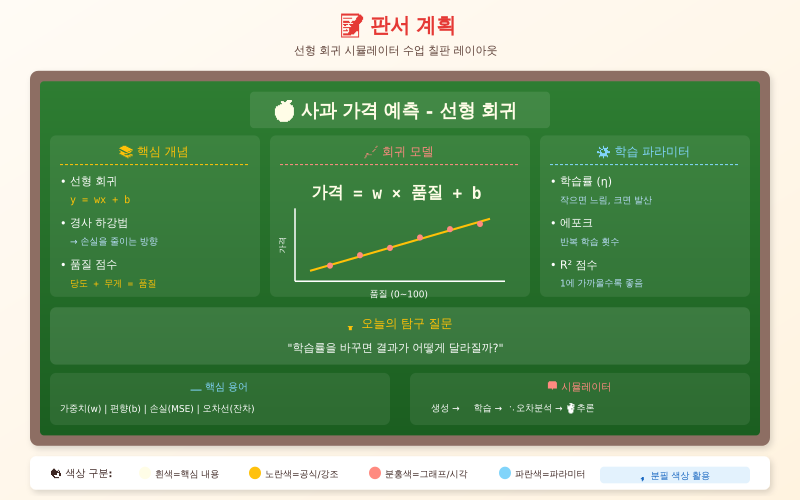 판서 계획
선형 회귀 시뮬레이터 수업 칠판 레이아웃
사과 가격 예측 - 선형 회귀
핵심 개념
• 선형 회귀
y = wx + b
• 경사 하강법
→ 손실을 줄이는 방향
• 품질 점수
당도 + 무게 = 품질
회귀 모델
가격 = w × 품질 + b
가격
품질 (0~100)
학습 파라미터
• 학습률 (η)
작으면 느림, 크면 발산
• 에포크
반복 학습 횟수
• R² 점수
1에 가까울수록 좋음
오늘의 탐구 질문
"학습률을 바꾸면 결과가 어떻게 달라질까?"
핵심 용어
가중치(w) | 편향(b) | 손실(MSE) | 오차선(잔차)
시뮬레이터
생성 → 학습 → 오차분석 → 추론
색상 구분:
흰색=핵심 내용
노란색=공식/강조
분홍색=그래프/시각
파란색=파라미터
분필 색상 활용